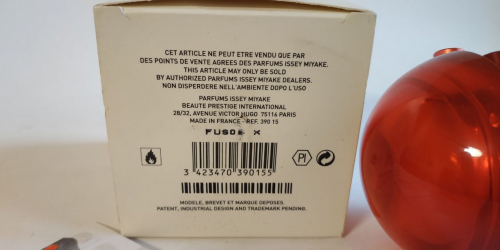 CET ARTICLE NE PEUT ETRE VENDU QUE PAR
DES POINTS DE VENTE AGREES DES PARFUMS ISSEY MIYAKE.
THIS ARTICLE MAY ONLY BE SOLD
BY AUTHORIZED PARFUMS ISSEY MIYAKE DEALERS.
NON DISPERDERE NELL'AMBIENTE DOPO L'USO
PARFUMS ISSEY MIYAKE
BEAUTE PRESTIGE INTERNATIONAL
28/32, AVENUE VICTOR HUGO 75116 PARIS
MADE IN FRANCE - REF. 390 15
PI
3 423470 390155
MODELE, BREVET ET MARQUE DEPOSES,
PATENT, INDUSTRIAL DESIGN AND TRADEMARK PENDING.